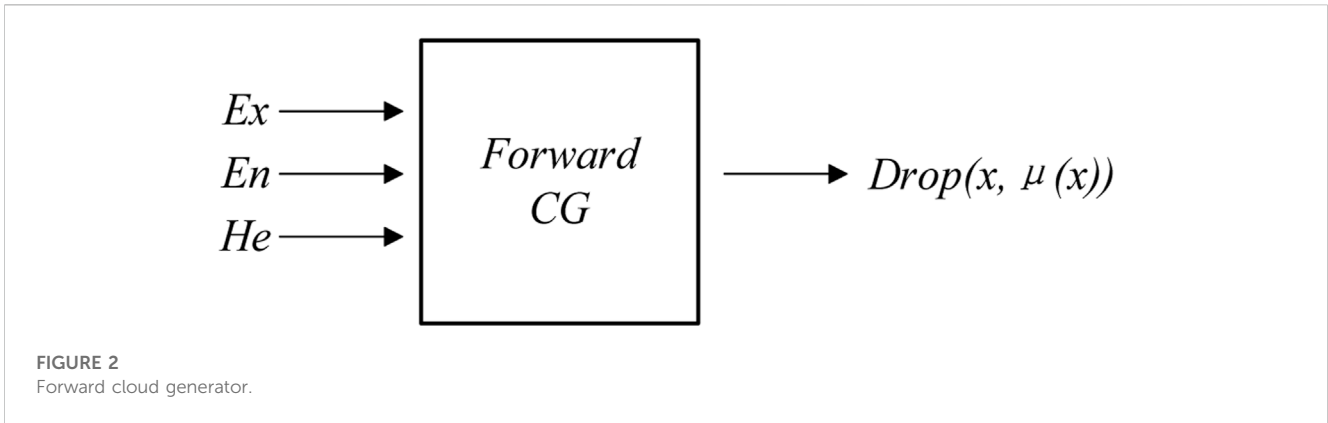 Ex
En
He
Forward
CG
Drop(x, μ(x))
FIGURE 2
Forward cloud generator.